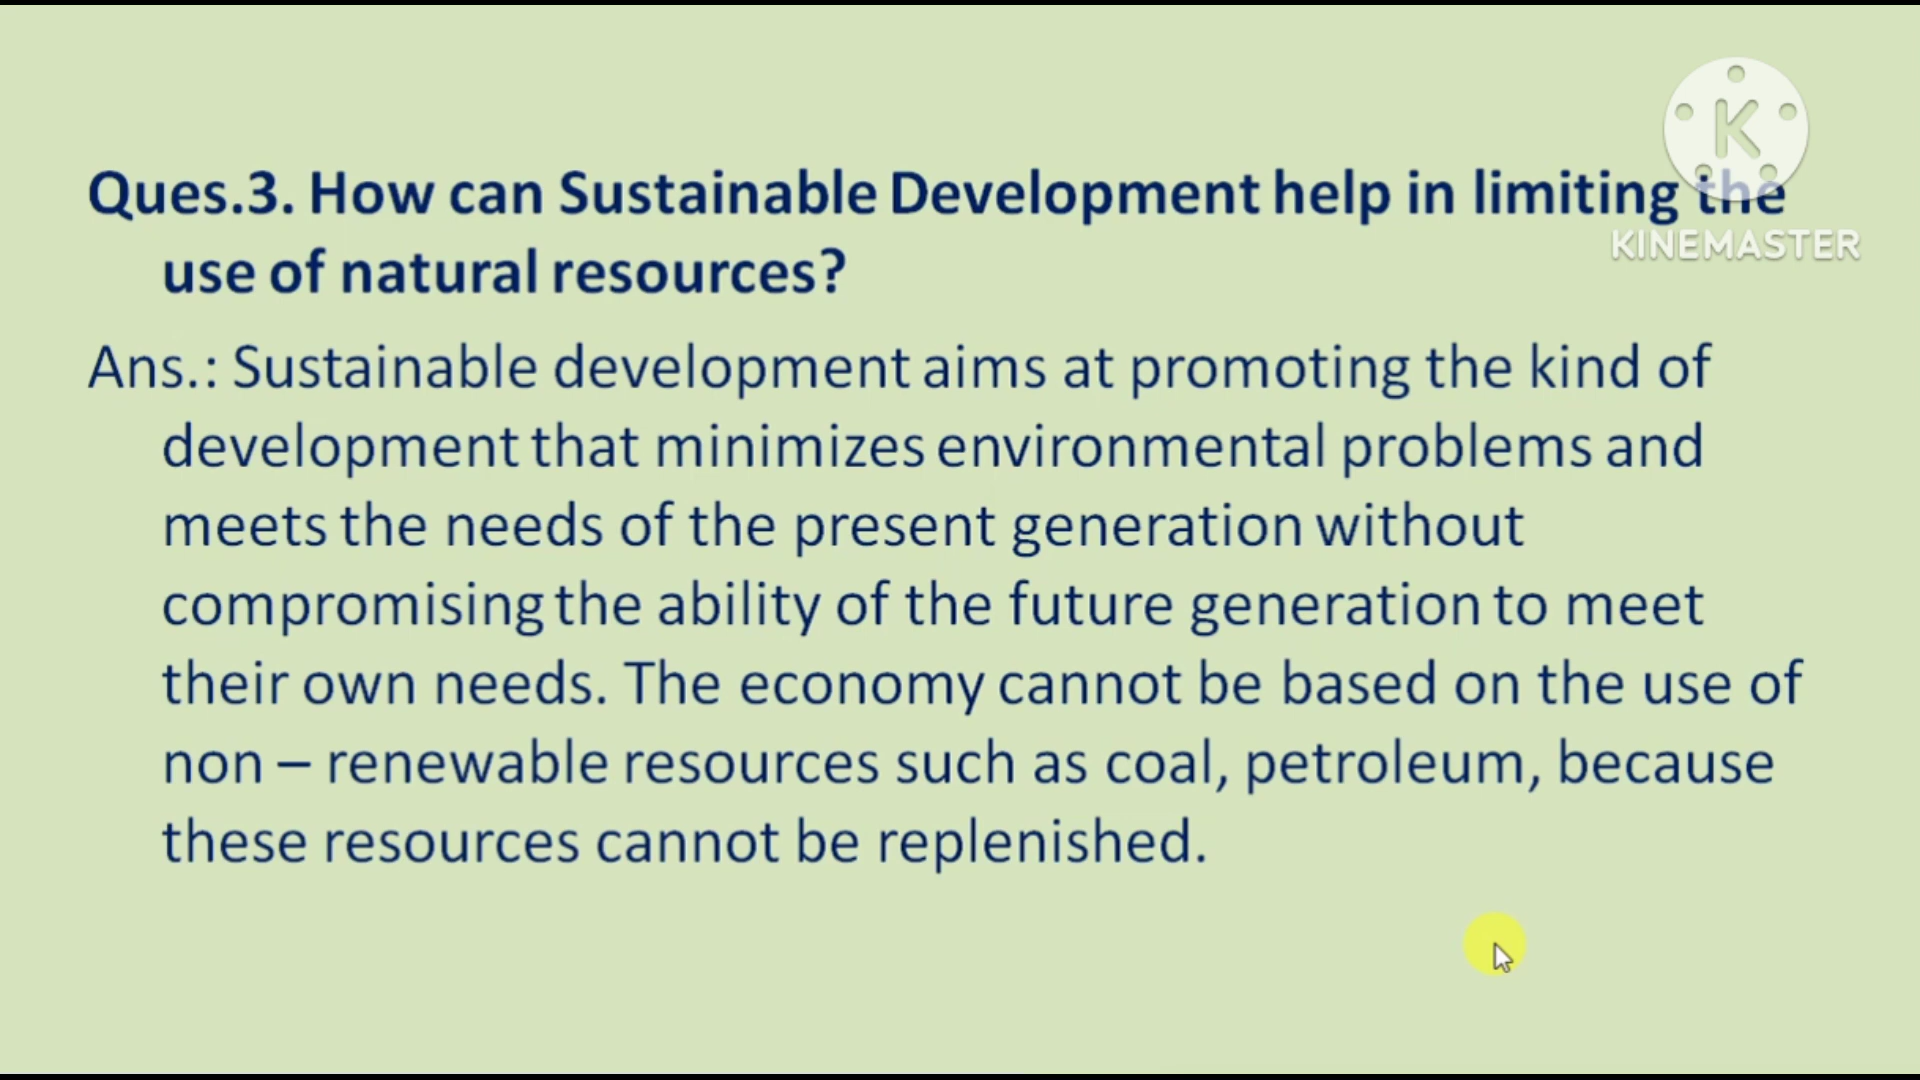 K
KINEMASTER
Ques.3. How can Sustainable Development help in limiting the
use of natural resources?
Ans.: Sustainable development aims at promoting the kind of
development that minimizes environmental problems and
meets the needs of the present generation without
compromising the ability of the future generation to meet
their own needs. The economy cannot be based on the use of
non – renewable resources such as coal, petroleum, because
these resources cannot be replenished.